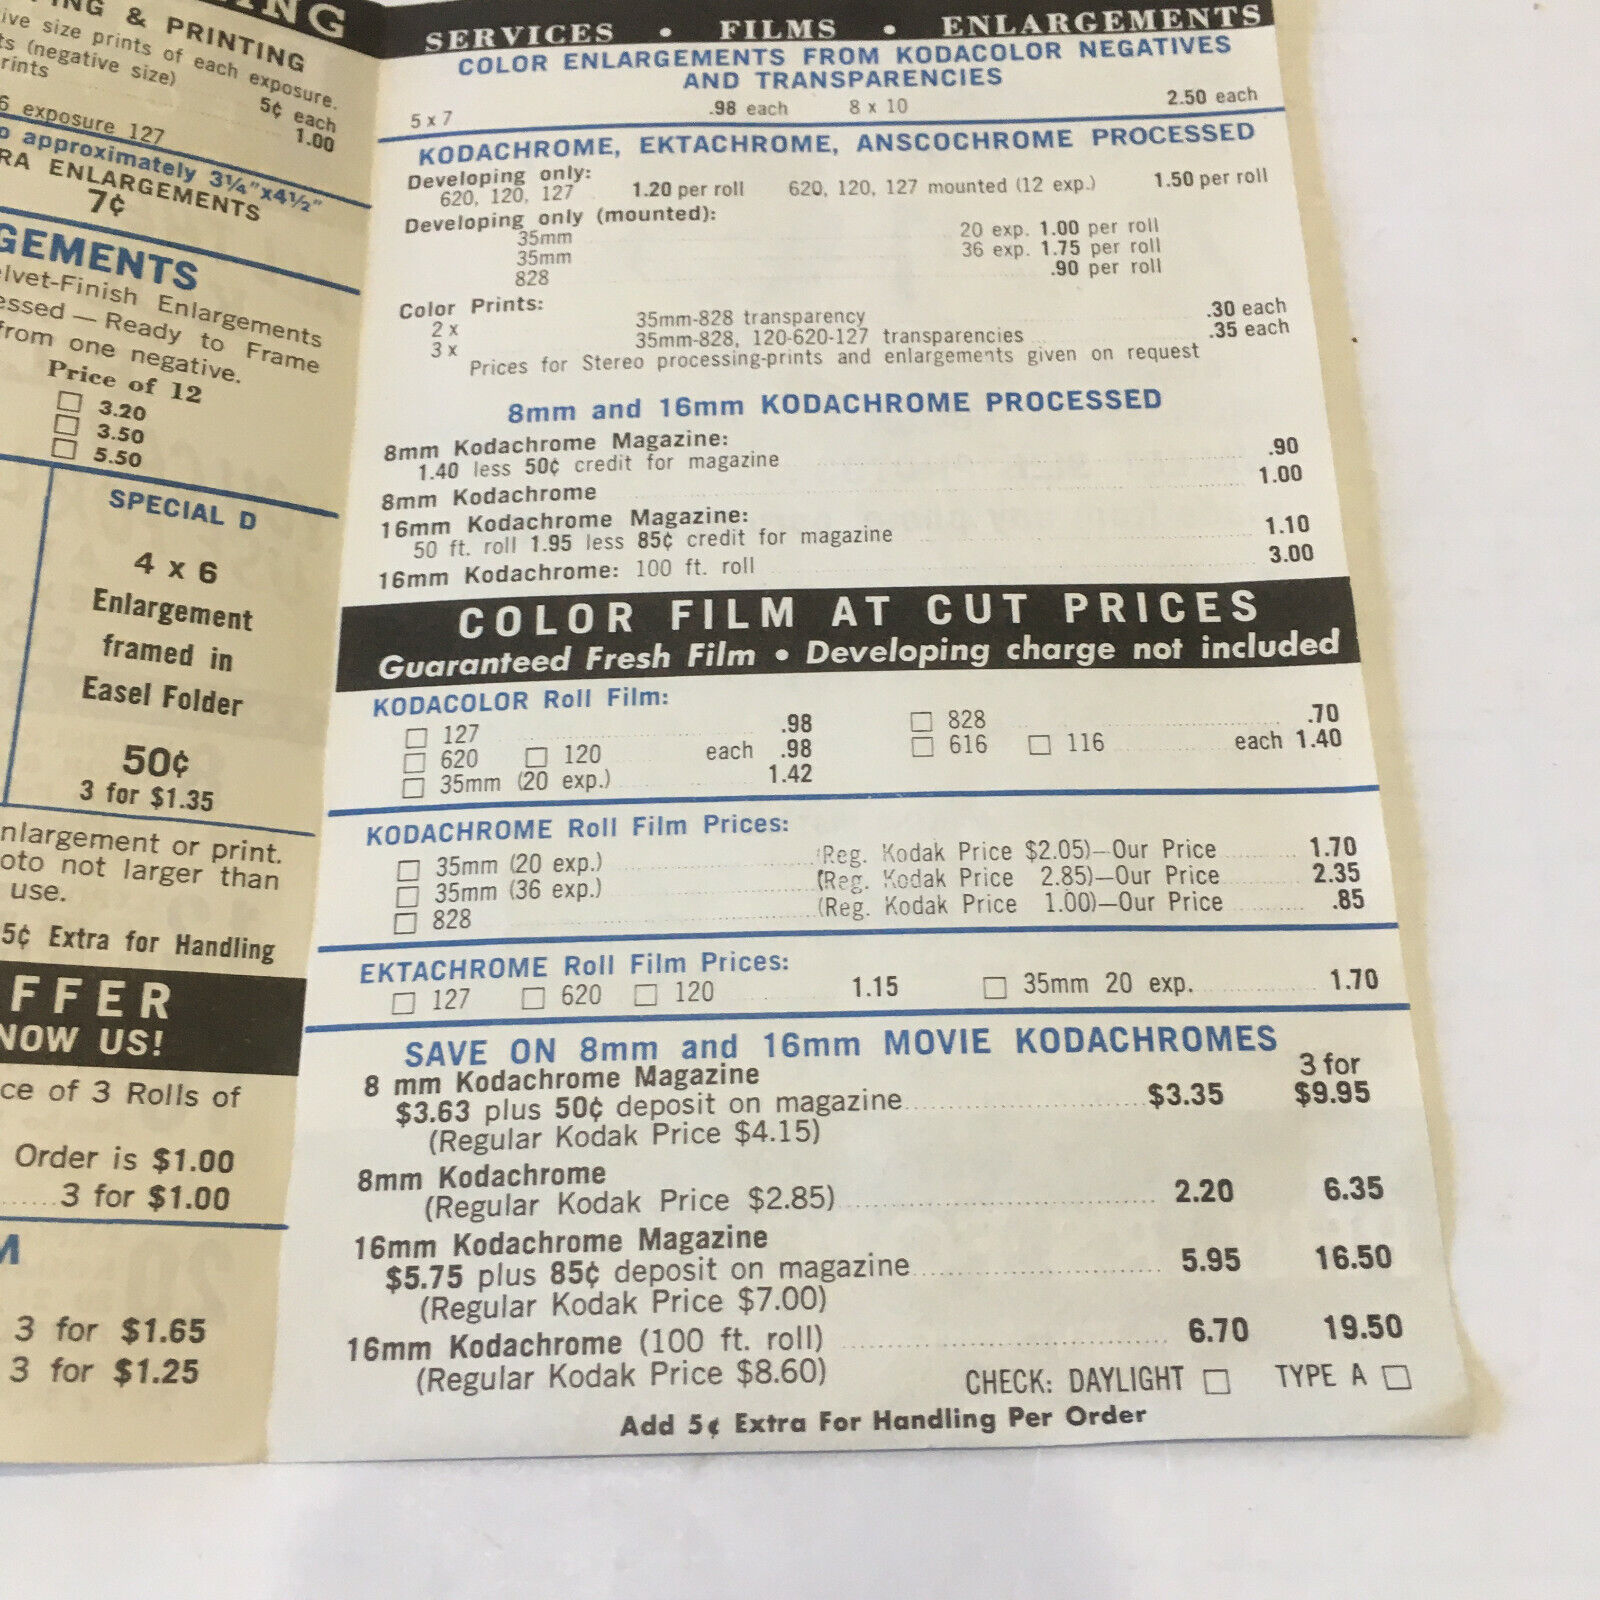 & PRINTING
ive size prints of each exposure.
ts (negative size) 5¢ each
rints 1.00
6 exposure 127
o approximately 3¼"x4½"
RA ENLARGEMENTS
7¢
GEMENTS
elvet-Finish Enlargements
essed — Ready to Frame
from one negative.
Price of 12
☐ 3.20
☐ 3.50
☐ 5.50
SPECIAL D
4 x 6
Enlargement
framed in
Easel Folder
50¢
3 for $1.35
nlargement or print.
oto not larger than
use.
5¢ Extra for Handling
FFER
NOW US!
ce of 3 Rolls of
Order is $1.00
3 for $1.00
M
3 for $1.65
3 for $1.25
SERVICES • FILMS • ENLARGEMENTS
COLOR ENLARGEMENTS FROM KODACOLOR NEGATIVES
AND TRANSPARENCIES
5 x 7 .98 each 8 x 10 2.50 each
KODACHROME, EKTACHROME, ANSCOCHROME PROCESSED
Developing only:
620, 120, 127 1.20 per roll 620, 120, 127 mounted (12 exp.) 1.50 per roll
Developing only (mounted):
35mm 20 exp. 1.00 per roll
35mm 36 exp. 1.75 per roll
828 .90 per roll
Color Prints:
2 x 35mm-828 transparency .30 each
3 x 35mm-828, 120-620-127 transparencies .35 each
Prices for Stereo processing-prints and enlargements given on request
8mm and 16mm KODACHROME PROCESSED
8mm Kodachrome Magazine:
1.40 less 50¢ credit for magazine .90
8mm Kodachrome 1.00
16mm Kodachrome Magazine:
50 ft. roll 1.95 less 85¢ credit for magazine 1.10
16mm Kodachrome: 100 ft. roll 3.00
COLOR FILM AT CUT PRICES
Guaranteed Fresh Film • Developing charge not included
KODACOLOR Roll Film:
☐ 127 .98 ☐ 828 .70
☐ 620 ☐ 120 each .98 ☐ 616 ☐ 116 each 1.40
☐ 35mm (20 exp.) 1.42
KODACHROME Roll Film Prices:
☐ 35mm (20 exp.) (Reg. Kodak Price $2.05)—Our Price 1.70
☐ 35mm (36 exp.) (Reg. Kodak Price 2.85)—Our Price 2.35
☐ 828 (Reg. Kodak Price 1.00)—Our Price .85
EKTACHROME Roll Film Prices:
☐ 127 ☐ 620 ☐ 120 1.15 ☐ 35mm 20 exp. 1.70
SAVE ON 8mm and 16mm MOVIE KODACHROMES
8 mm Kodachrome Magazine 3 for
$3.63 plus 50¢ deposit on magazine $3.35 $9.95
(Regular Kodak Price $4.15)
8mm Kodachrome
(Regular Kodak Price $2.85) 2.20 6.35
16mm Kodachrome Magazine
$5.75 plus 85¢ deposit on magazine 5.95 16.50
(Regular Kodak Price $7.00)
16mm Kodachrome (100 ft. roll) 6.70 19.50
(Regular Kodak Price $8.60)
CHECK: DAYLIGHT ☐ TYPE A ☐
Add 5¢ Extra For Handling Per Order